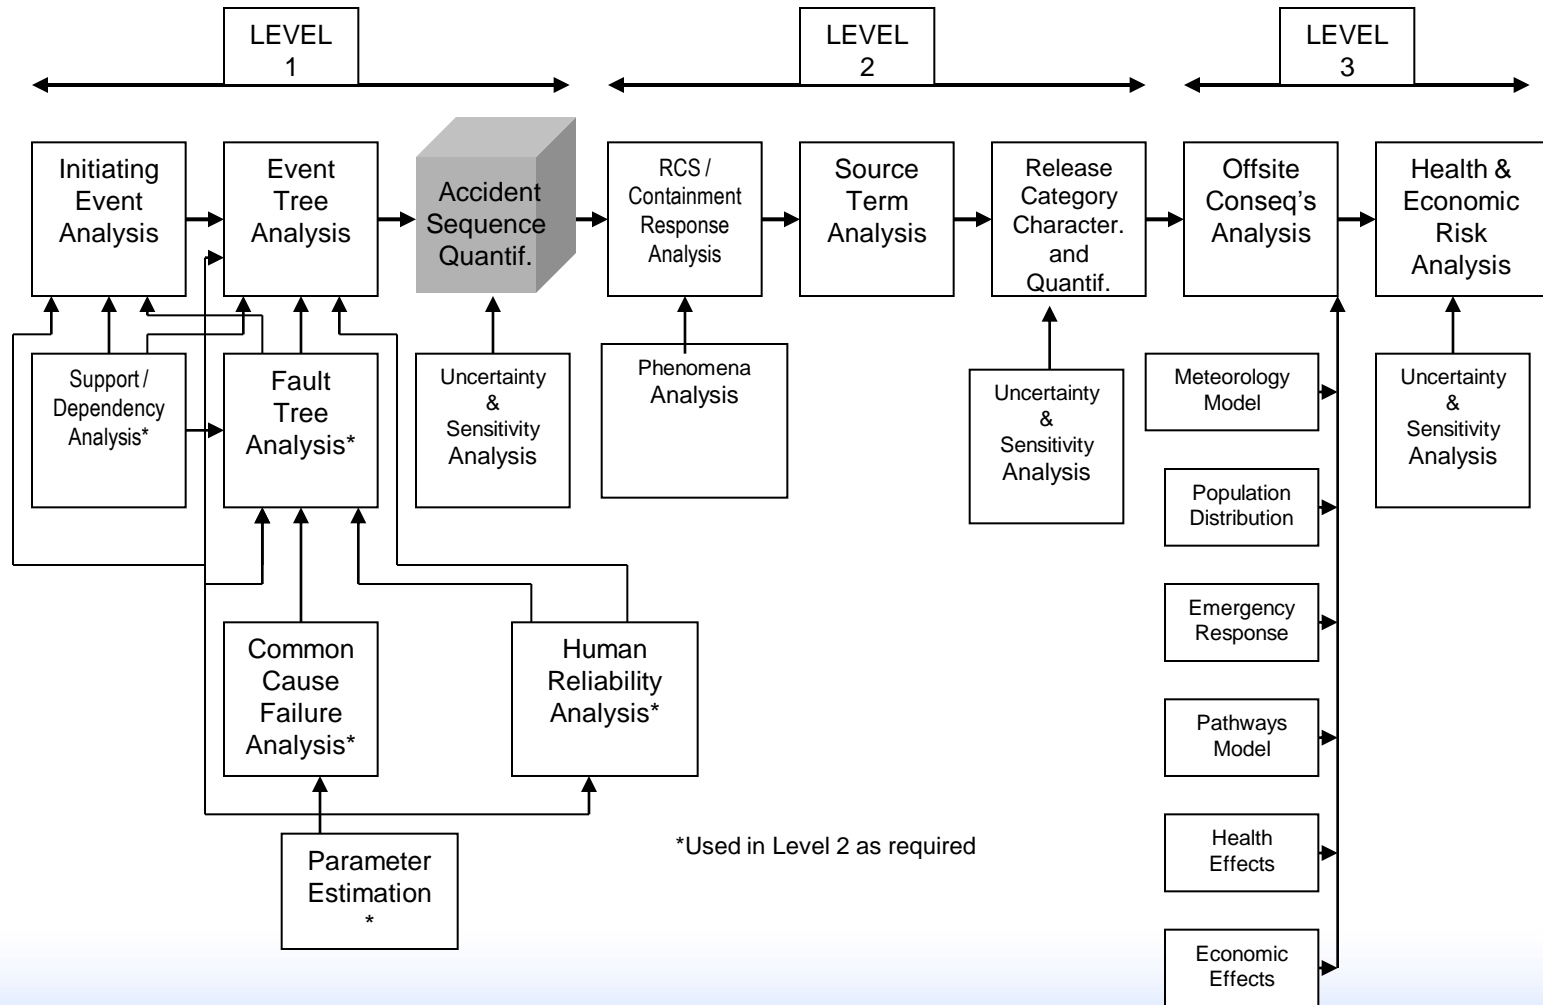 LEVEL
1
LEVEL
2
LEVEL
3
Initiating
Event
Analysis
Event
Tree
Analysis
Accident
Sequence
Quantif.
RCS /
Containment
Response
Analysis
Source
Term
Analysis
Release
Category
Character.
and
Quantif.
Offsite
Conseq's
Analysis
Health &
Economic
Risk
Analysis
Support /
Dependency
Analysis*
Fault
Tree
Analysis*
Uncertainty
&
Sensitivity
Analysis
Phenomena
Analysis
Uncertainty
&
Sensitivity
Analysis
Meteorology
Model
Uncertainty
&
Sensitivity
Analysis
Population
Distribution
Emergency
Response
Common
Cause
Failure
Analysis*
Human
Reliability
Analysis*
Pathways
Model
*Used in Level 2 as required
Health
Effects
Parameter
Estimation
*
Economic
Effects